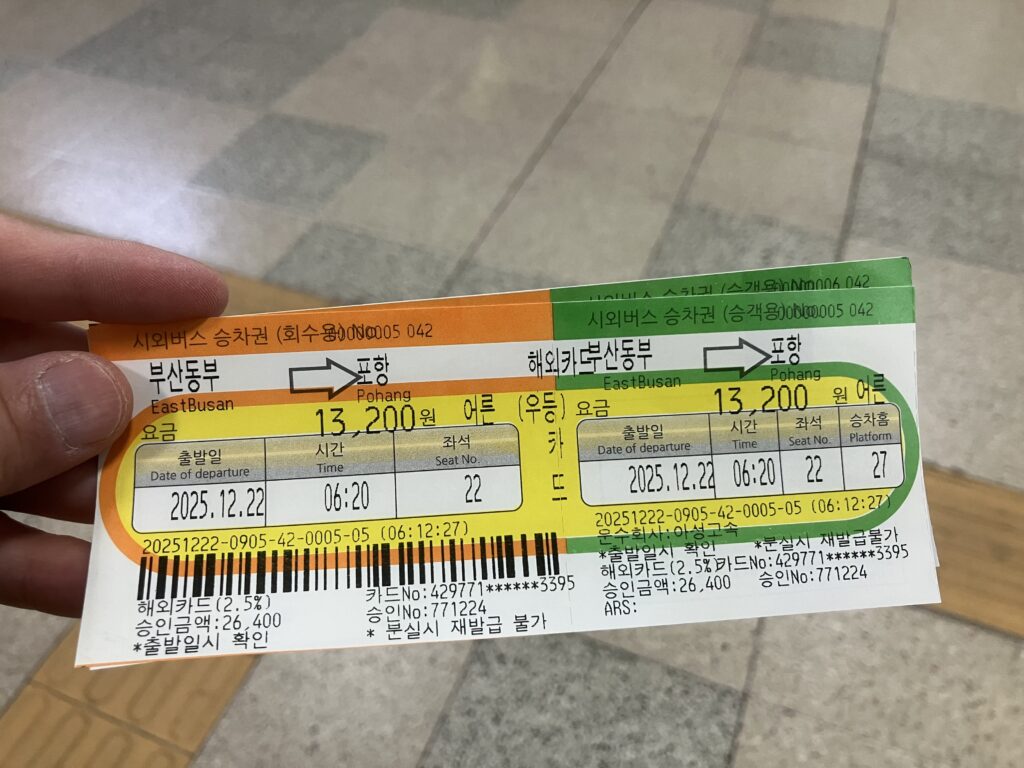 시외버스 승차권 (회수용) No 00000005 042
부산동부 포항
EastBusan Pohang
요금 13,200원 어른 (우등)
출발일 시간 좌석
Date of departure Time Seat No.
2025.12.22 06:20 22
20251222-0905-42-0005-05 (06:12:27)
해외카드(2.5%) 카드No:429771******3395
승인금액:26,400 승인No:771224
*출발일시 확인 * 분실시 재발급 불가
해외카드
카
드
00000006 042
시외버스 승차권 (승객용) No 00000005 042
부산동부 포항
EastBusan Pohang
요금 13,200 원 어른
출발일 시간 좌석 승차홈
Date of departure Time Seat No. Platform
2025.12.22 06:20 22 27
20251222-0905-42-0005-05 (06:12:27)
운수회사:아성고속
*출발일시 확인 *분실시 재발급불가
해외카드(2.5%)카드No:429771******3395
승인금액:26,400 승인No:771224
ARS: